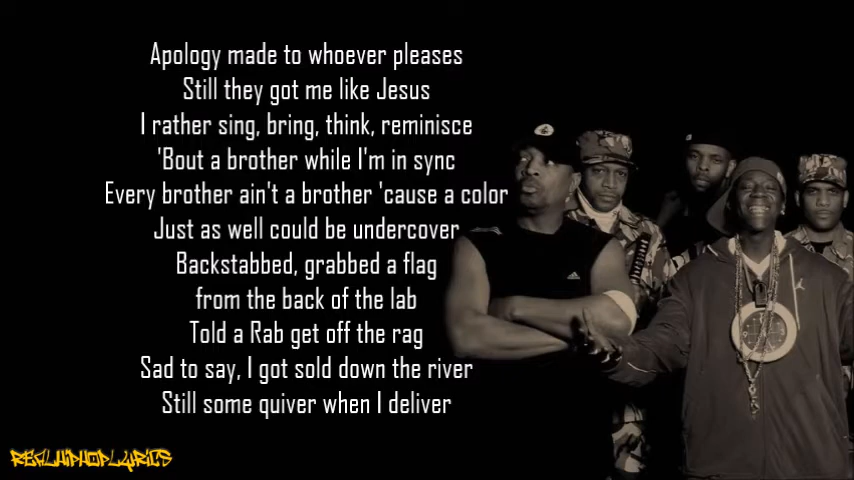 Apology made to whoever pleases
Still they got me like Jesus
I rather sing, bring, think, reminisce
'Bout a brother while I'm in sync
Every brother ain't a brother 'cause a color
Just as well could be undercover
Backstabbed, grabbed a flag
from the back of the lab
Told a Rab get off the rag
Sad to say, I got sold down the river
Still some quiver when I deliver
REALHIPHOPLYRICS